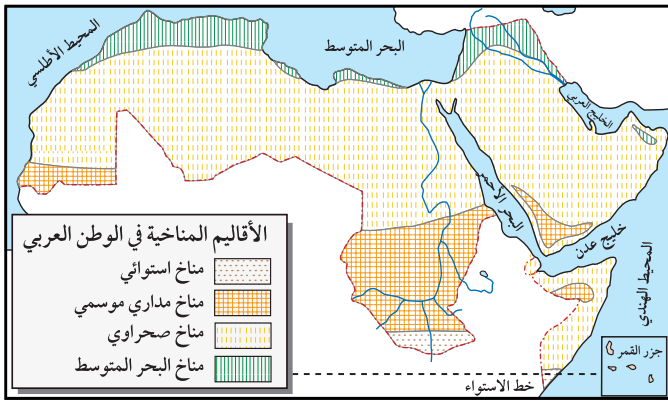 المحيط الأطلسي
البحر المتوسط
الخليج العربي
البحر الأحمر
خليج عدن
المحيط الهندي
جزر القمر
خط الاستواء
الأقاليم المناخية في الوطن العربي
مناخ استوائي
مناخ مداري موسمي
مناخ صحراوي
مناخ البحر المتوسط